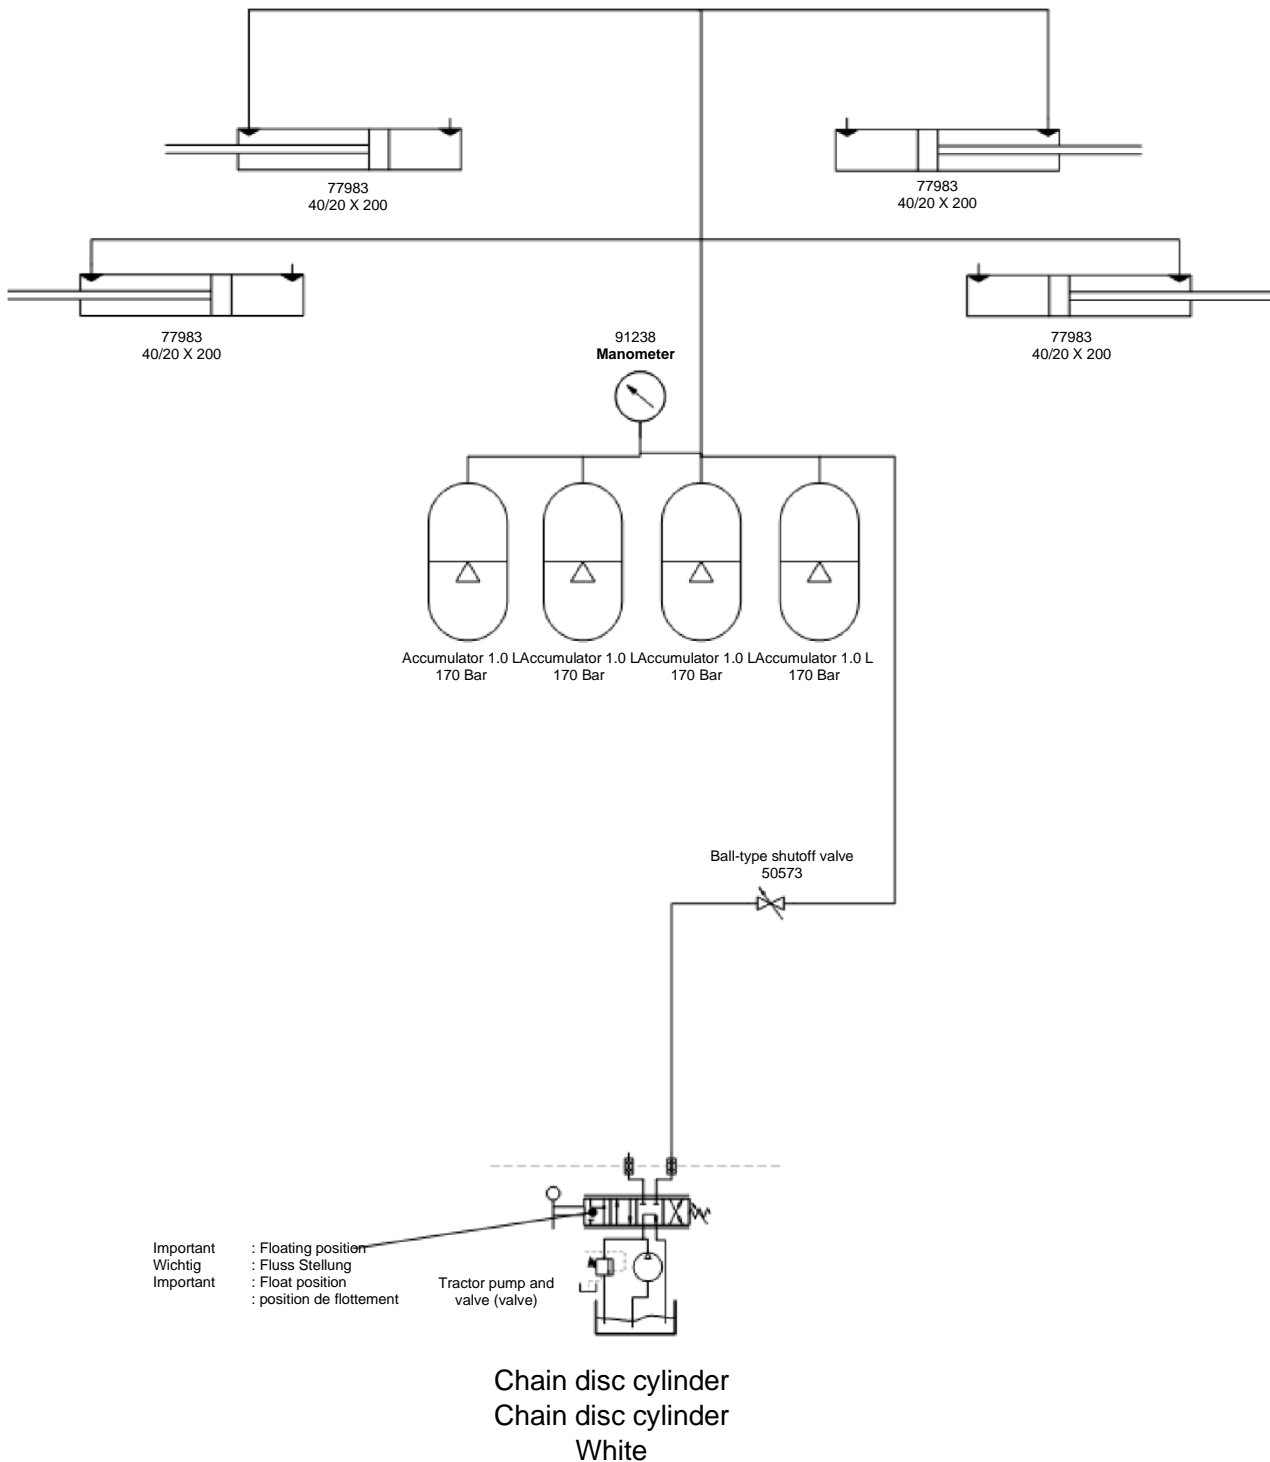 77983
40/20 X 200
77983
40/20 X 200
77983
40/20 X 200
91238
Manometer
77983
40/20 X 200
Accumulator 1.0 L
170 Bar
Accumulator 1.0 L
170 Bar
Accumulator 1.0 L
170 Bar
Accumulator 1.0 L
170 Bar
Ball-type shutoff valve
50573
Important : Floating position
Wichtig : Fluss Stellung
Important : Float position
: position de flottement
Tractor pump and
valve (valve)
Chain disc cylinder
Chain disc cylinder
White